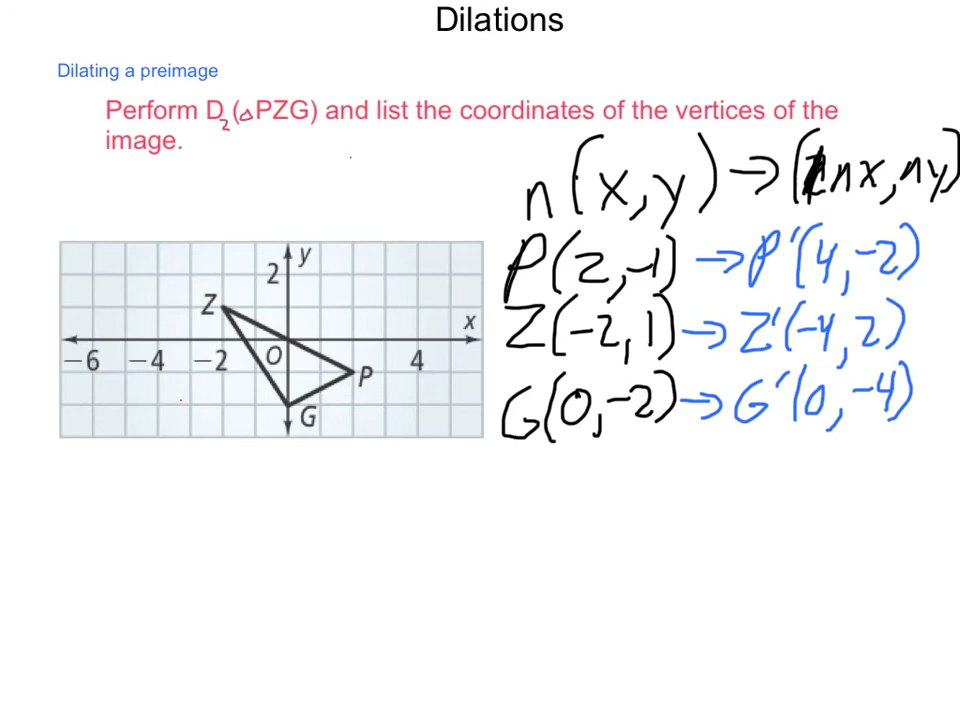 Dilations
Dilating a preimage
Perform D₂(△PZG) and list the coordinates of the vertices of the
image.
n(x,y) → (nx, ny)
P(2,-1) → P'(4,-2)
Z(-2,1) → Z'(-4,2)
G(0,-2) → G'(0,-4)
y
2
Z
x
-6 -4 -2 O 4
P
G